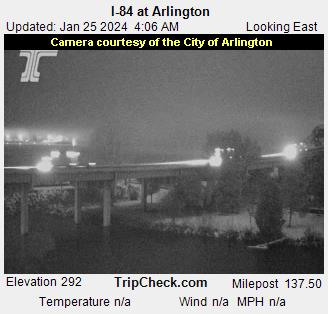 I-84 at Arlington
Updated: Jan 25 2024 4:06 AM Looking East
Camera courtesy of the City of Arlington
Elevation 292 TripCheck.com Milepost 137.50
Temperature n/a Wind n/a MPH n/a